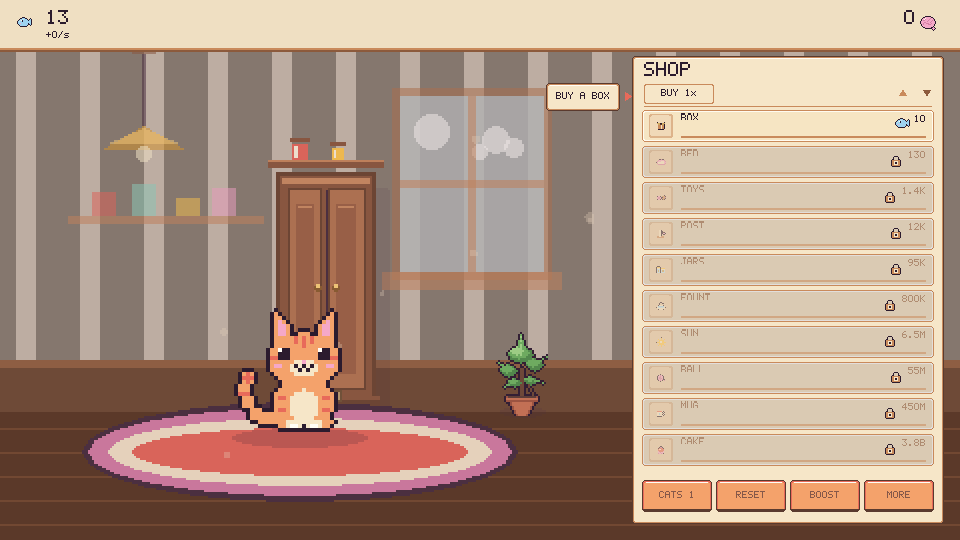 13
+0/s
0
SHOP
BUY 1x
BUY A BOX
BOX 10
BED 130
TOYS 1.4K
POST 12K
JARS 95K
FOUNT 800K
SUN 6.5M
BALL 55M
MUG 450M
CAKE 3.8B
CATS 1
RESET
BOOST
MORE